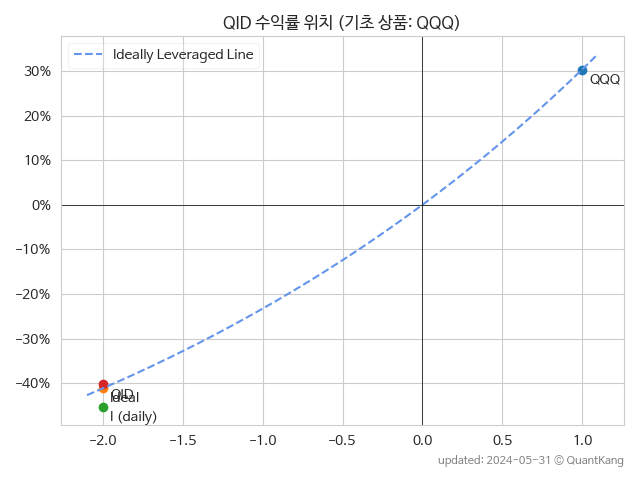 QID 수익률 위치 (기초 상품: QQQ)
Ideally Leveraged Line
30%
20%
10%
0%
−10%
−20%
−30%
−40%
QQQ
QID
Ideal
I (daily)
−2.0 −1.5 −1.0 −0.5 0.0 0.5 1.0
updated: 2024-05-31 © QuantKang